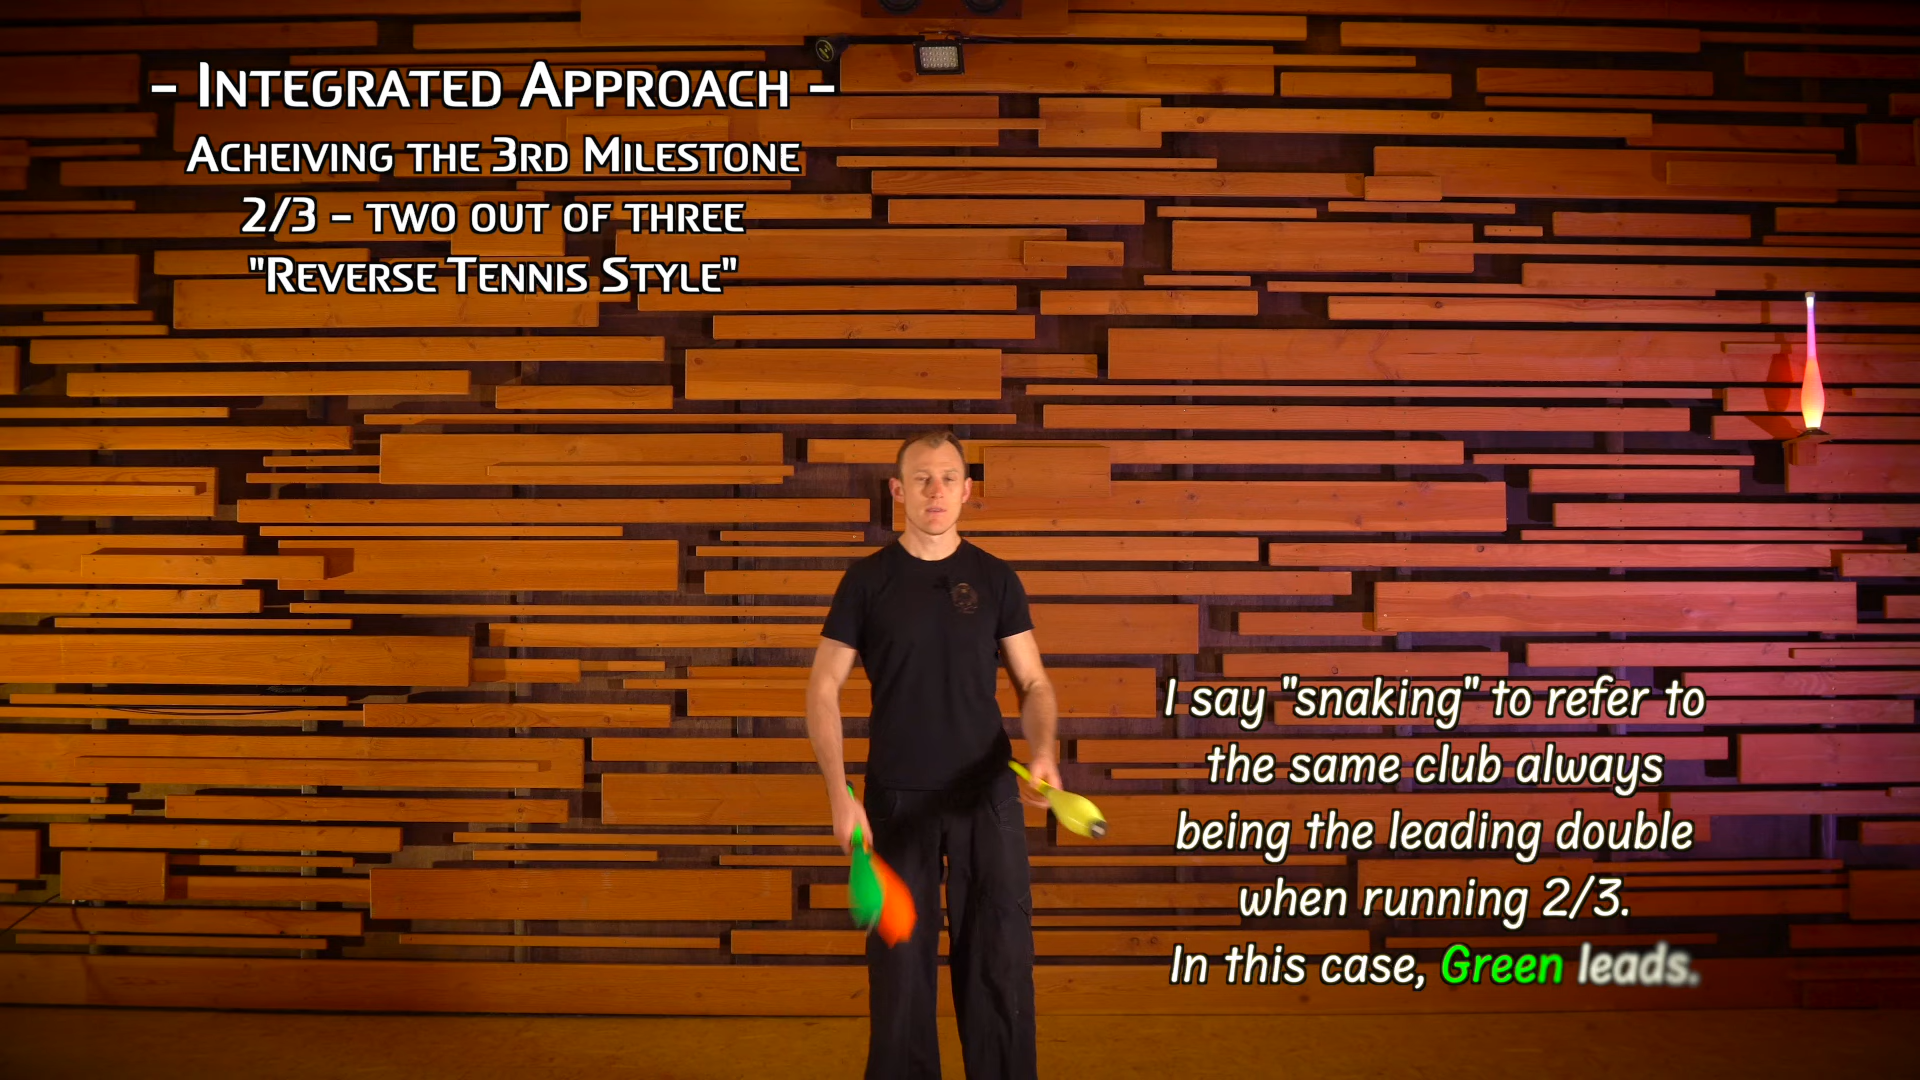 - Integrated Approach -
Acheiving the 3rd Milestone
2/3 - two out of three
"Reverse Tennis Style"
I say "snaking" to refer to
the same club always
being the leading double
when running 2/3.
In this case, Green leads.